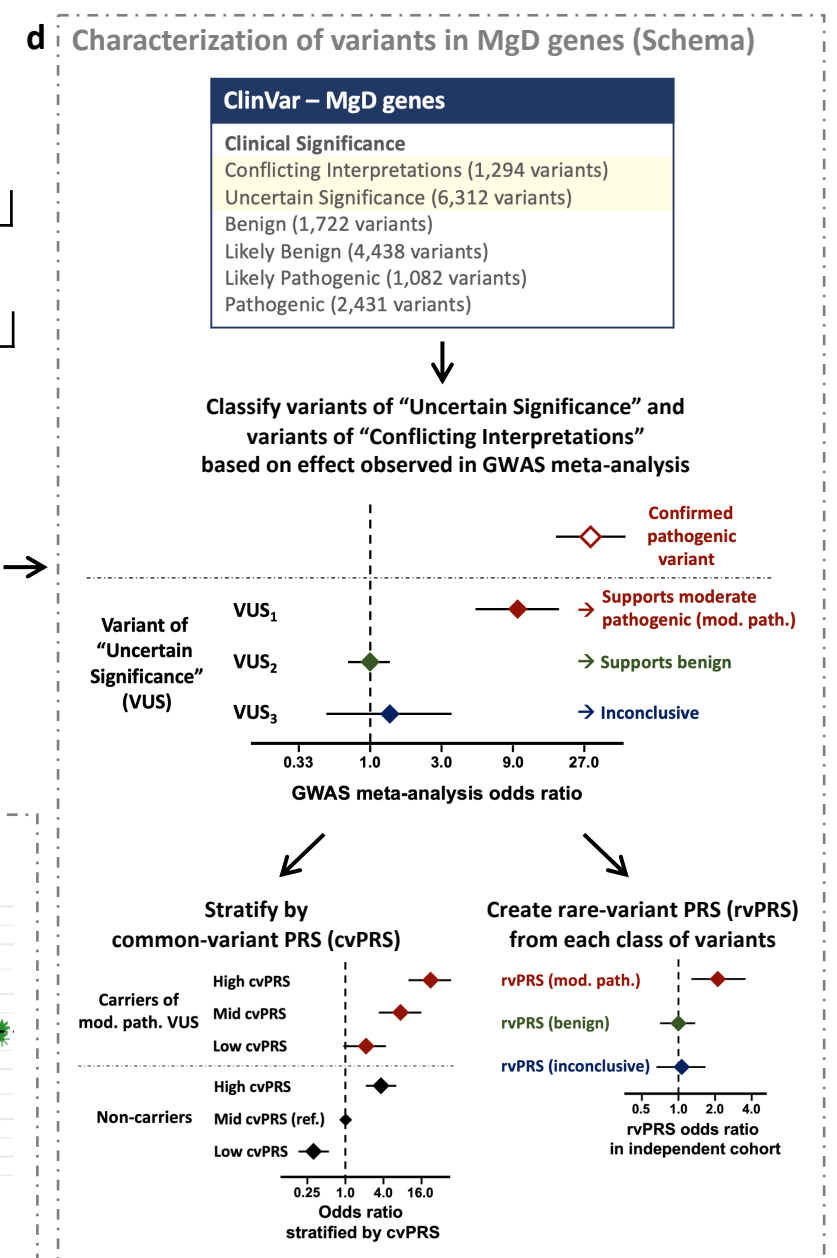 d
Characterization of variants in MgD genes (Schema)
ClinVar – MgD genes
Clinical Significance
Conflicting Interpretations (1,294 variants)
Uncertain Significance (6,312 variants)
Benign (1,722 variants)
Likely Benign (4,438 variants)
Likely Pathogenic (1,082 variants)
Pathogenic (2,431 variants)
Classify variants of “Uncertain Significance” and
variants of “Conflicting Interpretations”
based on effect observed in GWAS meta-analysis
Confirmed
pathogenic
variant
Variant of
“Uncertain
Significance”
(VUS)
VUS₁
→ Supports moderate
pathogenic (mod. path.)
VUS₂
→ Supports benign
VUS₃
→ Inconclusive
0.33 1.0 3.0 9.0 27.0
GWAS meta-analysis odds ratio
Stratify by
common-variant PRS (cvPRS)
Carriers of
mod. path. VUS
High cvPRS
Mid cvPRS
Low cvPRS
Non-carriers
High cvPRS
Mid cvPRS (ref.)
Low cvPRS
0.25 1.0 4.0 16.0
Odds ratio
stratified by cvPRS
Create rare-variant PRS (rvPRS)
from each class of variants
rvPRS (mod. path.)
rvPRS (benign)
rvPRS (inconclusive)
0.5 1.0 2.0 4.0
rvPRS odds ratio
in independent cohort